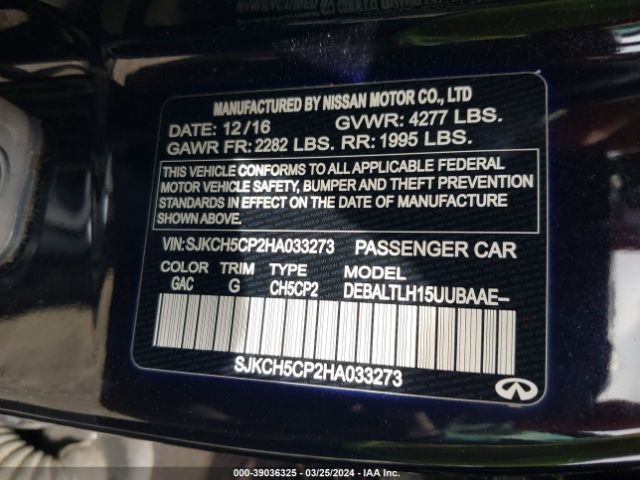 MANUFACTURED BY NISSAN MOTOR CO., LTD
DATE: 12/16 GVWR: 4277 LBS.
GAWR FR: 2282 LBS. RR: 1995 LBS.
THIS VEHICLE CONFORMS TO ALL APPLICABLE FEDERAL
MOTOR VEHICLE SAFETY, BUMPER AND THEFT PREVENTION
STANDARDS IN EFFECT ON THE DATE OF MANUFACTURE
SHOWN ABOVE.
VIN:SJKCH5CP2HA033273 PASSENGER CAR
COLOR TRIM TYPE MODEL
GAC G CH5CP2 DEBALTLH15UUBAAE–
SJKCH5CP2HA033273
000-39036325 - 03/25/2024 - IAA Inc.